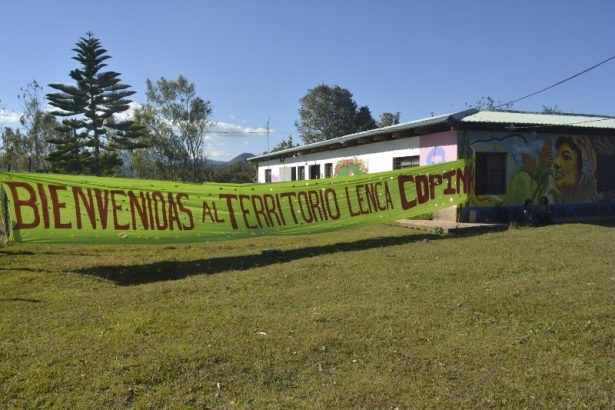 BIENVENIDAS AL TERRITORIO LENCA COPINH